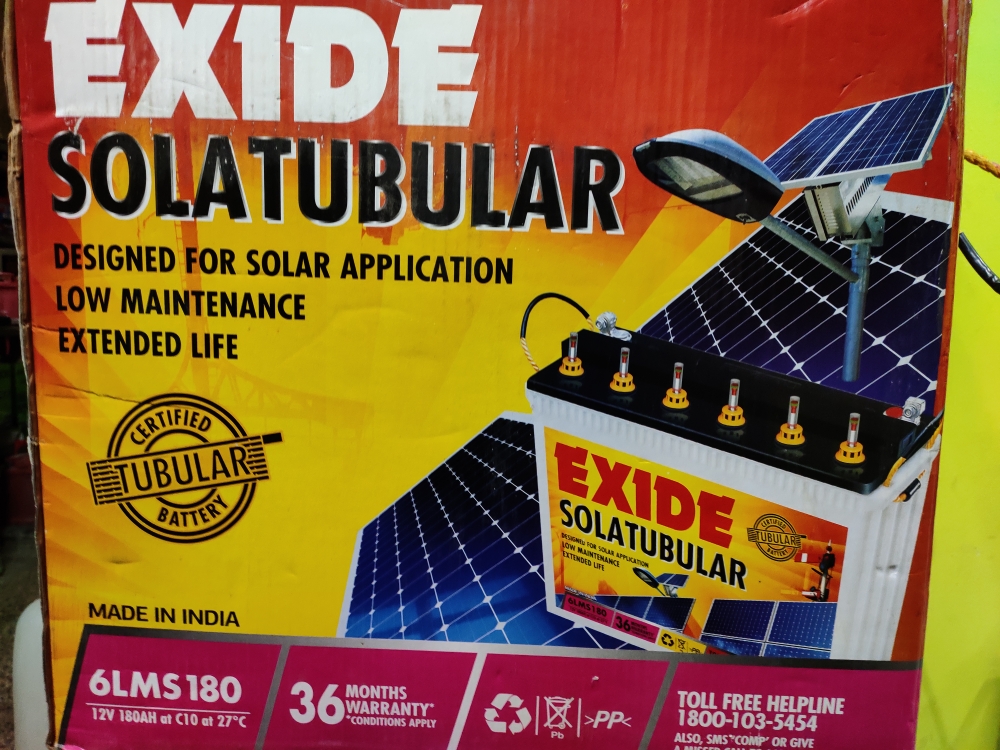 EXIDE
SOLATUBULAR
DESIGNED FOR SOLAR APPLICATION
LOW MAINTENANCE
EXTENDED LIFE
CERTIFIED
TUBULAR
BATTERY
EXIDE
SOLATUBULAR
CERTIFIED
TUBULAR
BATTERY
DESIGNED FOR SOLAR APPLICATION
LOW MAINTENANCE
EXTENDED LIFE
6LMS180
36
MADE IN INDIA
6LMS180
12V 180AH at C10 at 27°C
36 MONTHS
WARRANTY*
*CONDITIONS APPLY
Pb
>PP<
TOLL FREE HELPLINE
1800-103-5454
ALSO, SMS 'COMP' OR GIVE